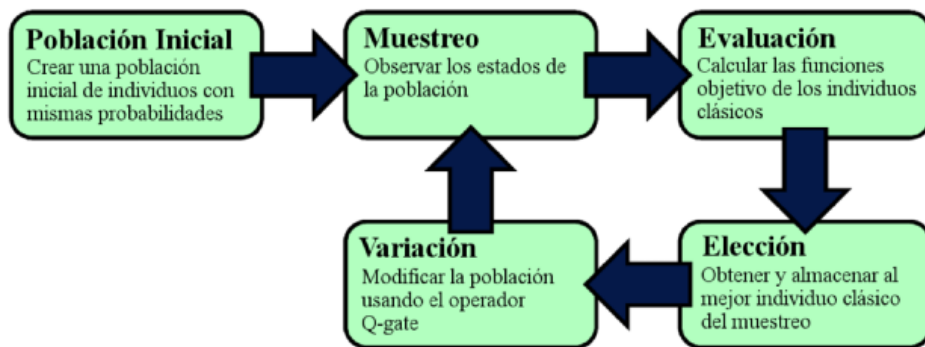 Población Inicial
Crear una población
inicial de individuos con
mismas probabilidades
Muestreo
Observar los estados de
la población
Evaluación
Calcular las funciones
objetivo de los individuos
clásicos
Variación
Modificar la población
usando el operador
Q-gate
Elección
Obtener y almacenar al
mejor individuo clásico
del muestreo